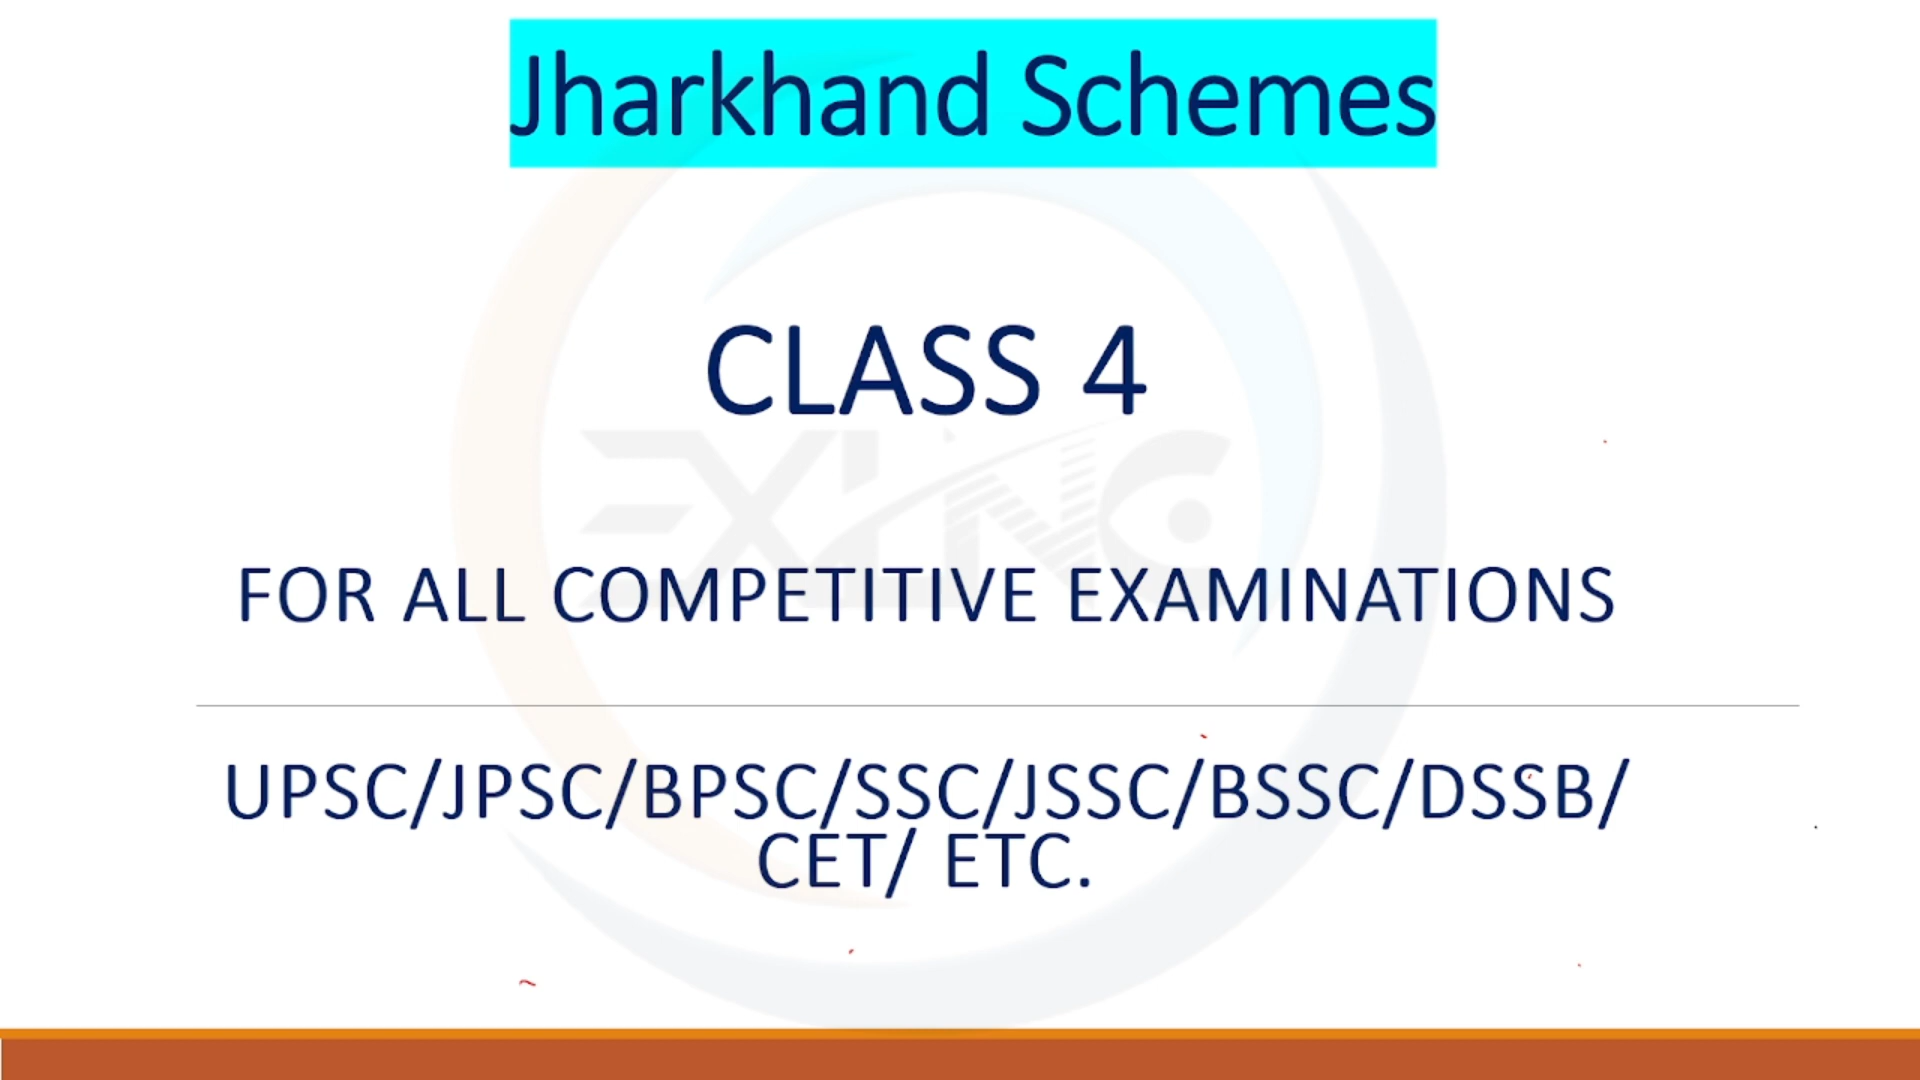 Jharkhand Schemes
CLASS 4
FOR ALL COMPETITIVE EXAMINATIONS
UPSC/JPSC/BPSC/SSC/JSSC/BSSC/DSSB/
CET/ ETC.